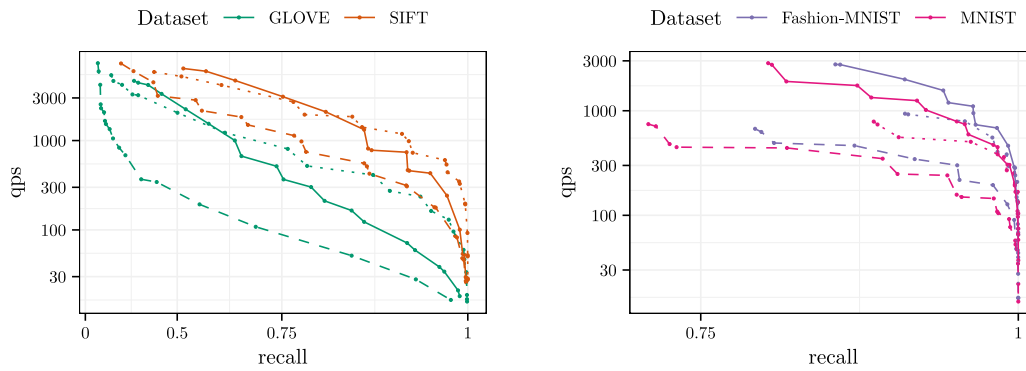 Dataset GLOVE SIFT
3000
1000
300
100
30
qps
0 0.5 0.75 1
recall
Dataset Fashion-MNIST MNIST
3000
1000
300
100
30
qps
0.75 1
recall